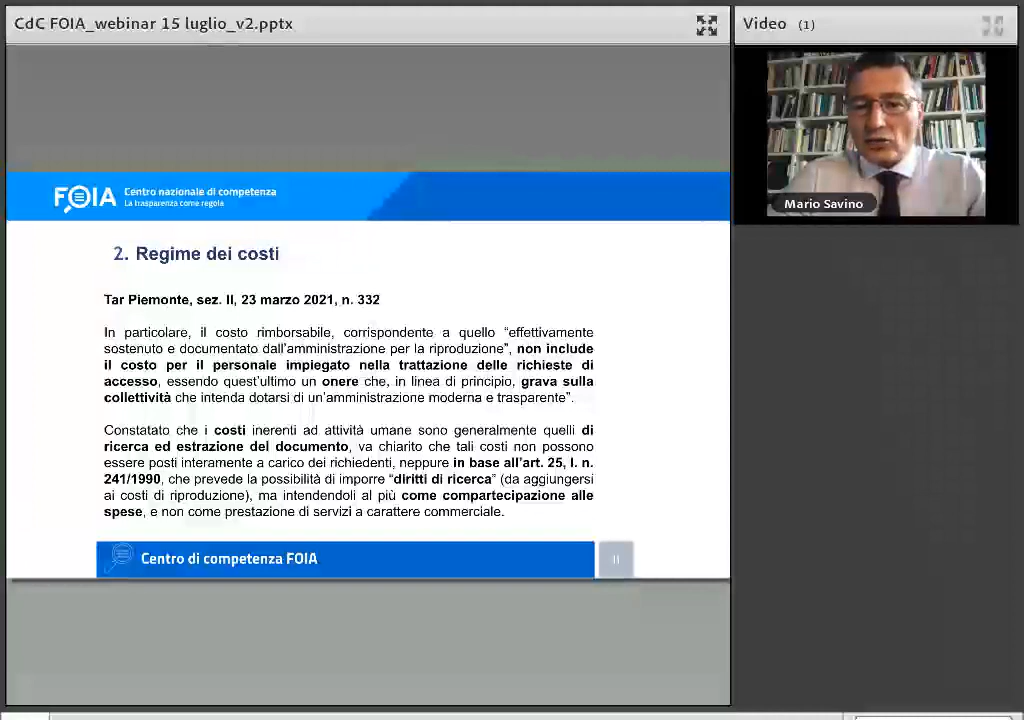 CdC FOIA_webinar 15 luglio_v2.pptx
Video (1)
Mario Savino
FOIA
Centro nazionale di competenza
La trasparenza come regola
2. Regime dei costi
Tar Piemonte, sez. II, 23 marzo 2021, n. 332
In particolare, il costo rimborsabile, corrispondente a quello “effettivamente
sostenuto e documentato dall’amministrazione per la riproduzione”, non include
il costo per il personale impiegato nella trattazione delle richieste di
accesso, essendo quest’ultimo un onere che, in linea di principio, grava sulla
collettività che intenda dotarsi di un’amministrazione moderna e trasparente”.
Constatato che i costi inerenti ad attività umane sono generalmente quelli di
ricerca ed estrazione del documento, va chiarito che tali costi non possono
essere posti interamente a carico dei richiedenti, neppure in base all’art. 25, l. n.
241/1990, che prevede la possibilità di imporre “diritti di ricerca” (da aggiungersi
ai costi di riproduzione), ma intendendoli al più come compartecipazione alle
spese, e non come prestazione di servizi a carattere commerciale.
Centro di competenza FOIA
11